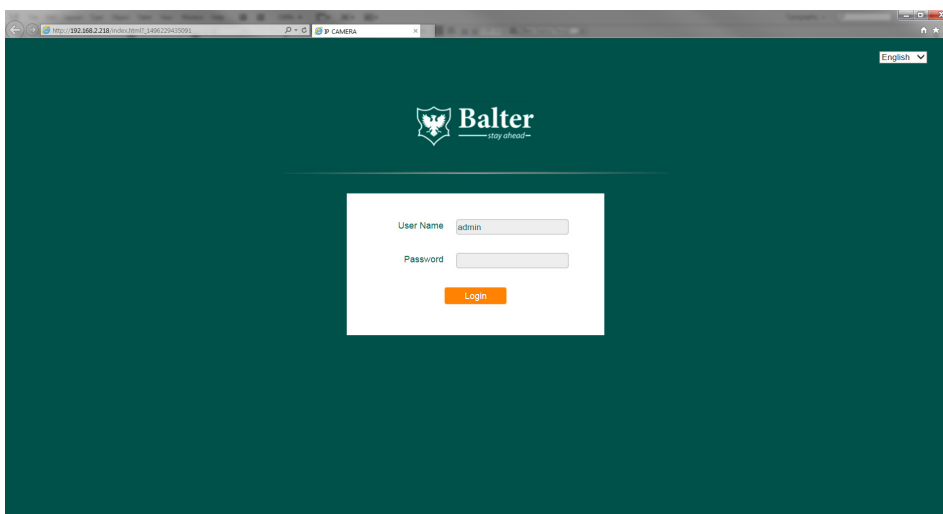 http://192.168.2.218/index.html?_1496229435091
IP CAMERA
English
Balter
stay ahead
User Name
admin
Password
Login